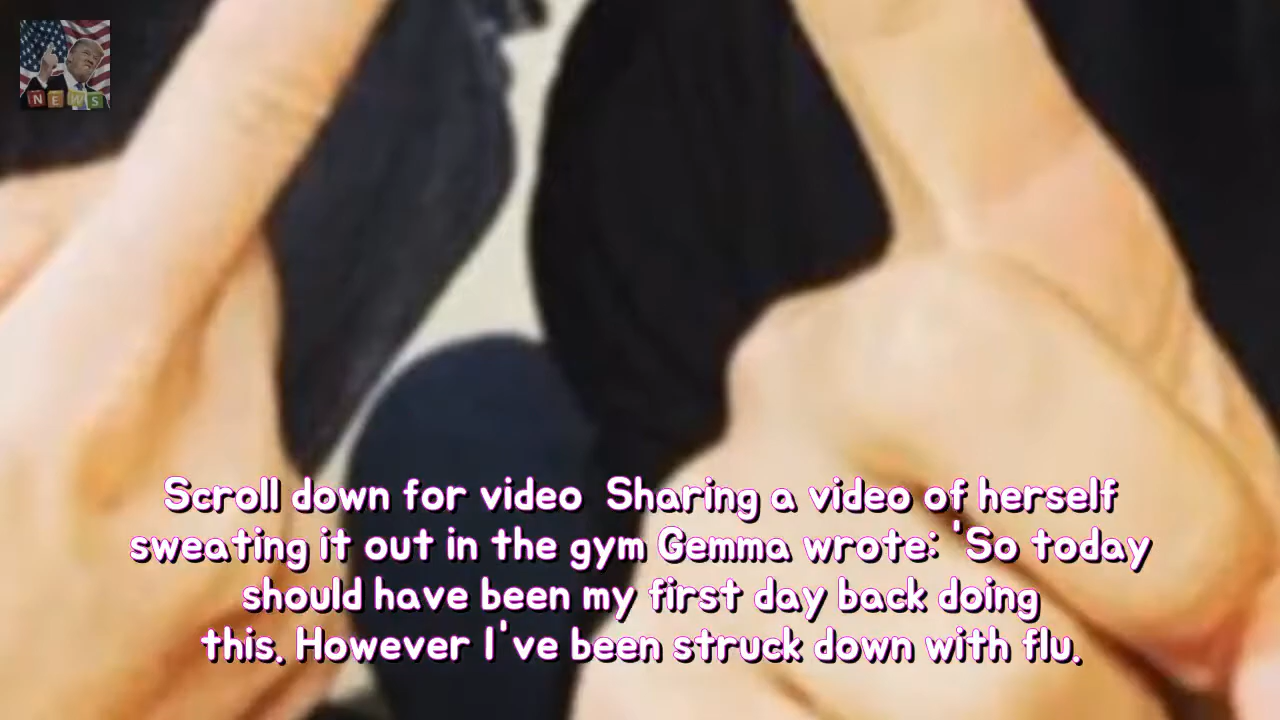 NEWS
Scroll down for video  Sharing a video of herself
sweating it out in the gym Gemma wrote: 'So today
should have been my first day back doing
this. However I've been struck down with flu.